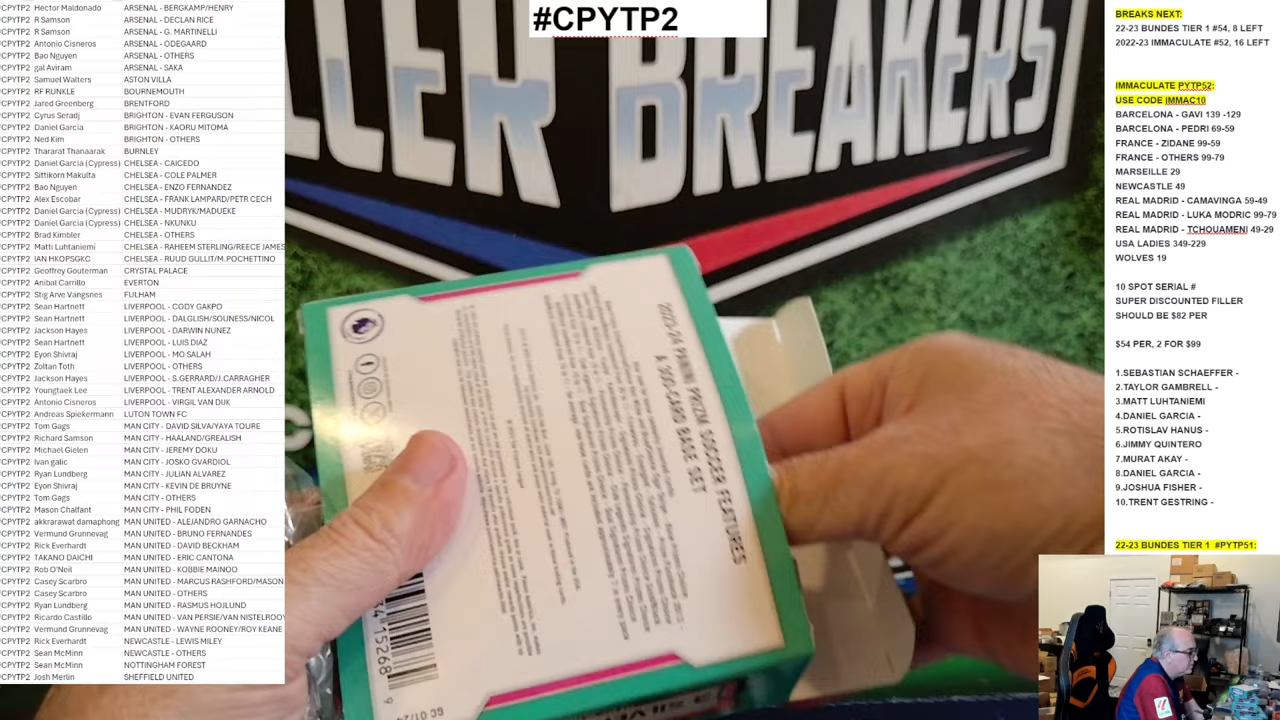 #CPYTP2
CPYTP2 Hector Maldonado ARSENAL - BERGKAMP/HENRY
CPYTP2 R Samson ARSENAL - DECLAN RICE
CPYTP2 R Samson ARSENAL - G. MARTINELLI
CPYTP2 Antonio Cisneros ARSENAL - ODEGAARD
CPYTP2 Bao Nguyen ARSENAL - OTHERS
CPYTP2 gal Aviram ARSENAL - SAKA
CPYTP2 Samuel Walters ASTON VILLA
CPYTP2 RF RUNKLE BOURNEMOUTH
CPYTP2 Jared Greenberg BRENTFORD
CPYTP2 Cyrus Seradj BRIGHTON - EVAN FERGUSON
CPYTP2 Daniel Garcia BRIGHTON - KAORU MITOMA
CPYTP2 Ned Kim BRIGHTON - OTHERS
CPYTP2 Thararat Thanaarak BURNLEY
CPYTP2 Daniel Garcia (Cypress) CHELSEA - CAICEDO
CPYTP2 Sittikorn Makulta CHELSEA - COLE PALMER
CPYTP2 Bao Nguyen CHELSEA - ENZO FERNANDEZ
CPYTP2 Alex Escobar CHELSEA - FRANK LAMPARD/PETR CECH
CPYTP2 Daniel Garcia (Cypress) CHELSEA - MUDRYK/MADUEKE
CPYTP2 Daniel Garcia (Cypress) CHELSEA - NKUNKU
CPYTP2 Brad Kimbler CHELSEA - OTHERS
CPYTP2 Matti Luhtaniemi CHELSEA - RAHEEM STERLING/REECE JAMES
CPYTP2 IAN HKOPSGKC CHELSEA - RUUD GULLIT/M.POCHETTINO
CPYTP2 Geoffrey Gouterman CRYSTAL PALACE
CPYTP2 Anibal Carrillo EVERTON
CPYTP2 Stig Arve Vangsnes FULHAM
CPYTP2 Sean Hartnett LIVERPOOL - CODY GAKPO
CPYTP2 Sean Hartnett LIVERPOOL - DALGLISH/SOUNESS/NICOL
CPYTP2 Jackson Hayes LIVERPOOL - DARWIN NUNEZ
CPYTP2 Sean Hartnett LIVERPOOL - LUIS DIAZ
CPYTP2 Eyon Shivraj LIVERPOOL - MO SALAH
CPYTP2 Zoltan Toth LIVERPOOL - OTHERS
CPYTP2 Jackson Hayes LIVERPOOL - S.GERRARD/J.CARRAGHER
CPYTP2 Youngtaek Lee LIVERPOOL - TRENT ALEXANDER ARNOLD
CPYTP2 Antonio Cisneros LIVERPOOL - VIRGIL VAN DIJK
CPYTP2 Andreas Spiekermann LUTON TOWN FC
CPYTP2 Tom Gags MAN CITY - DAVID SILVA/YAYA TOURE
CPYTP2 Richard Samson MAN CITY - HAALAND/GREALISH
CPYTP2 Michael Gielen MAN CITY - JEREMY DOKU
CPYTP2 Ivan galic MAN CITY - JOSKO GVARDIOL
CPYTP2 Ryan Lundberg MAN CITY - JULIAN ALVAREZ
CPYTP2 Eyon Shivraj MAN CITY - KEVIN DE BRUYNE
CPYTP2 Tom Gags MAN CITY - OTHERS
CPYTP2 Mason Chalfant MAN CITY - PHIL FODEN
CPYTP2 akkrarawat damaphong MAN UNITED - ALEJANDRO GARNACHO
CPYTP2 Vermund Grunnevag MAN UNITED - BRUNO FERNANDES
CPYTP2 Rick Everhardt MAN UNITED - DAVID BECKHAM
CPYTP2 TAKANO DAICHI MAN UNITED - ERIC CANTONA
CPYTP2 Rob O'Neil MAN UNITED - KOBBIE MAINOO
CPYTP2 Casey Scarbro MAN UNITED - MARCUS RASHFORD/MASON
CPYTP2 Casey Scarbro MAN UNITED - OTHERS
CPYTP2 Ryan Lundberg MAN UNITED - RASMUS HOJLUND
CPYTP2 Ricardo Castillo MAN UNITED - VAN PERSIE/VAN NISTELROOY
CPYTP2 Vermund Grunnevag MAN UNITED - WAYNE ROONEY/ROY KEANE
CPYTP2 Rick Everhardt NEWCASTLE - LEWIS MILEY
CPYTP2 Sean McMinn NEWCASTLE - OTHERS
CPYTP2 Sean McMinn NOTTINGHAM FOREST
CPYTP2 Josh Merlin SHEFFIELD UNITED
LLER BREAKERS
2023-24 PANINI PRIZM SOCCER FEATURES
A 300-CARD BASE SET
BREAKS NEXT:
22-23 BUNDES TIER 1 #54, 8 LEFT
2022-23 IMMACULATE #52, 16 LEFT
IMMACULATE PYTP52:
USE CODE IMMAC10
BARCELONA - GAVI 139 -129
BARCELONA - PEDRI 69-59
FRANCE - ZIDANE 99-59
FRANCE - OTHERS 99-79
MARSEILLE 29
NEWCASTLE 49
REAL MADRID - CAMAVINGA 59-49
REAL MADRID - LUKA MODRIC 99-79
REAL MADRID - TCHOUAMENI 49-29
USA LADIES 349-229
WOLVES 19
10 SPOT SERIAL #
SUPER DISCOUNTED FILLER
SHOULD BE $82 PER
$54 PER, 2 FOR $99
1.SEBASTIAN SCHAEFFER -
2.TAYLOR GAMBRELL -
3.MATT LUHTANIEMI
4.DANIEL GARCIA -
5.ROTISLAV HANUS -
6.JIMMY QUINTERO
7.MURAT AKAY -
8.DANIEL GARCIA -
9.JOSHUA FISHER -
10.TRENT GESTRING -
22-23 BUNDES TIER 1 #PYTP51: